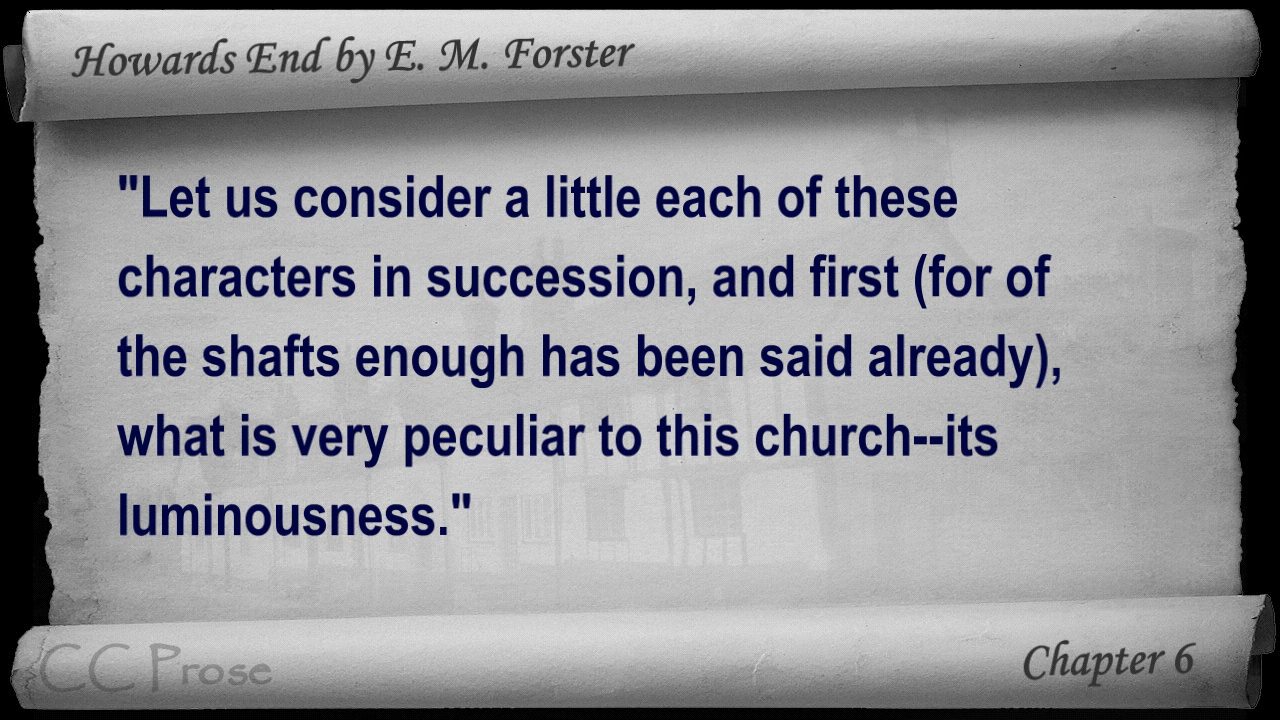 Howards End by E. M. Forster
"Let us consider a little each of these
characters in succession, and first (for of
the shafts enough has been said already),
what is very peculiar to this church--its
luminousness."
CC Prose
Chapter 6